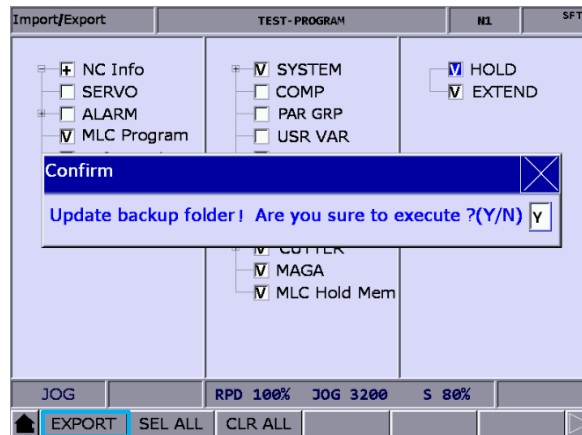 Import/Export TEST-PROGRAM N1 SFT
NC Info
SERVO
ALARM
MLC Program
SYSTEM
COMP
PAR GRP
USR VAR
HOLD
EXTEND
Confirm
Update backup folder! Are you sure to execute ?(Y/N) Y
CUTTER
MAGA
MLC Hold Mem
JOG RPD 100% JOG 3200 S 80%
EXPORT SEL ALL CLR ALL